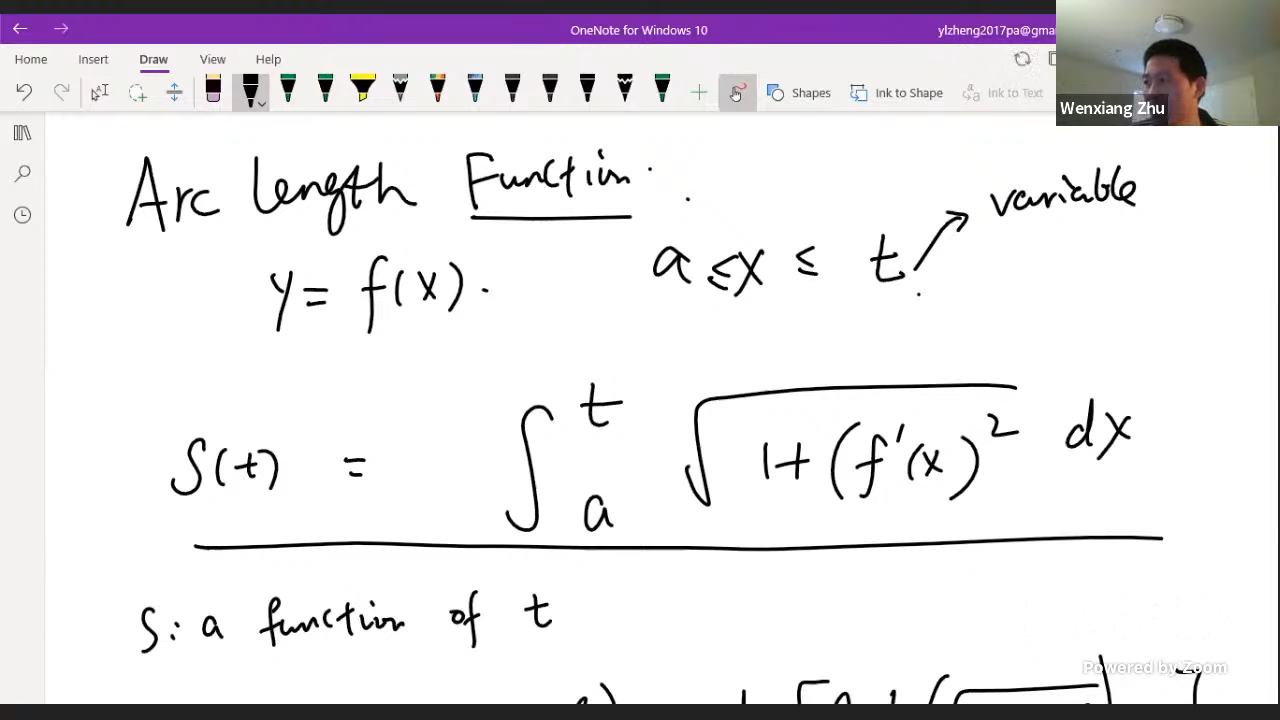 OneNote for Windows 10
ylzheng2017pa@gma
Home Insert Draw View Help
Shapes Ink to Shape Ink to Text
Wenxiang Zhu
Arc length Function.
variable
y = f(x). a ≤ x ≤ t
S(t) = ∫_a^t √(1+(f'(x))^2) dx
S: a function of t
Powered by Zoom